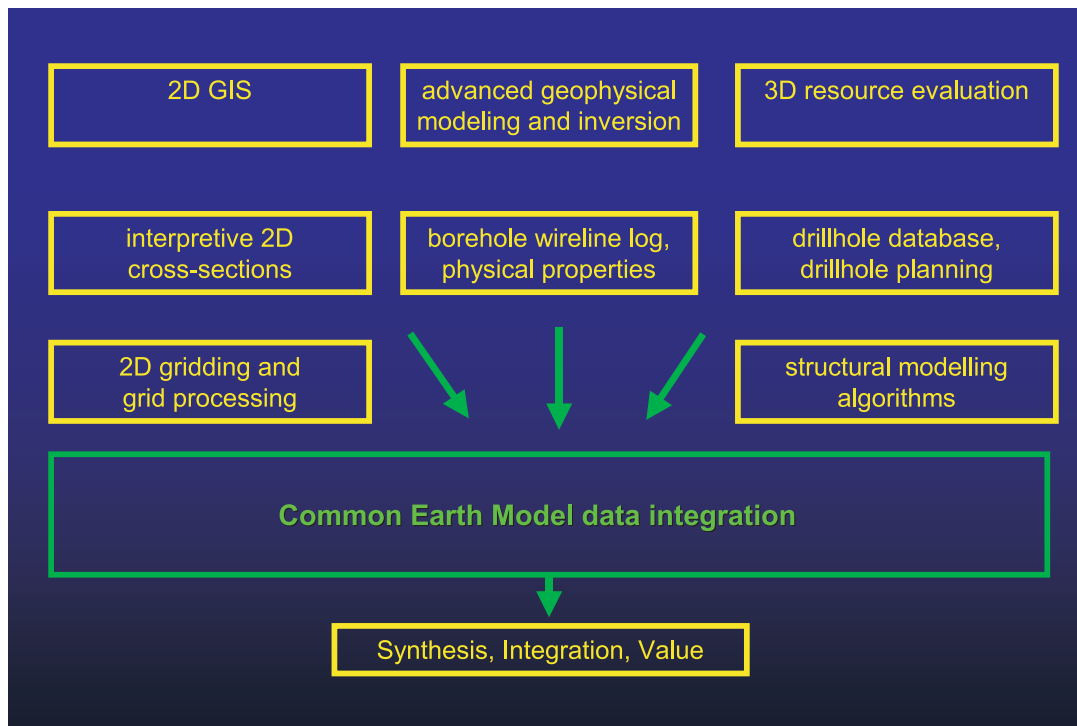 2D GIS
advanced geophysical
modeling and inversion
3D resource evaluation
interpretive 2D
cross-sections
borehole wireline log,
physical properties
drillhole database,
drillhole planning
2D gridding and
grid processing
structural modelling
algorithms
Common Earth Model data integration
Synthesis, Integration, Value